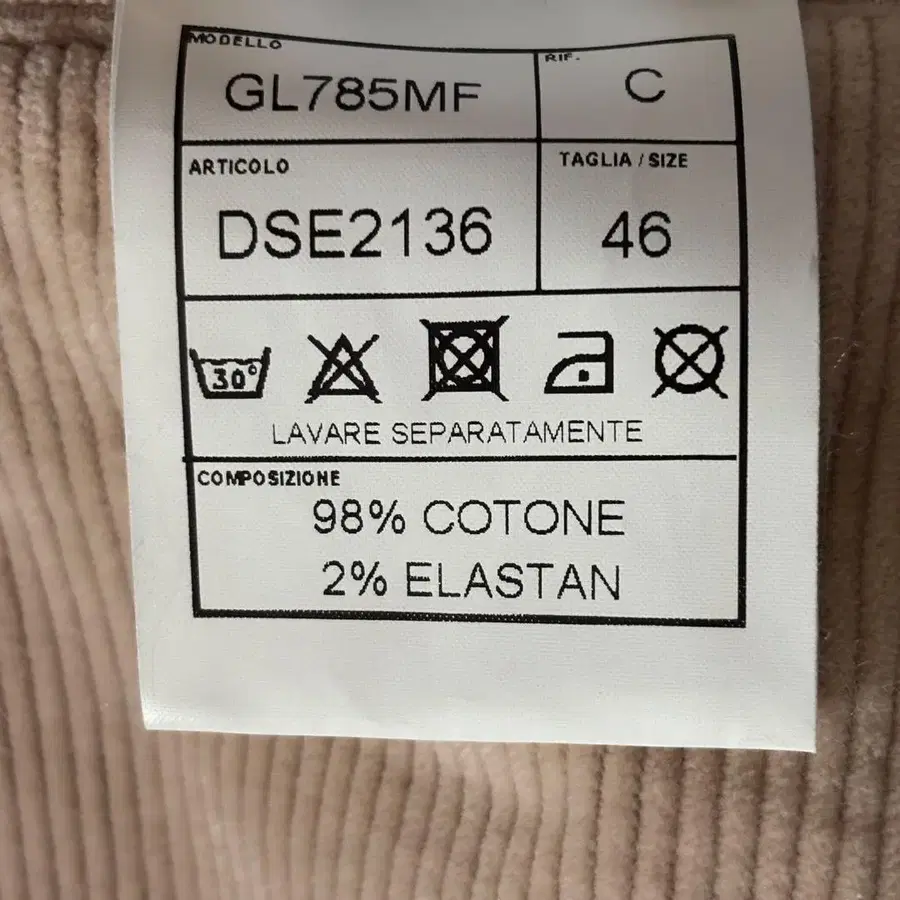 MODELLO
RIF.
GL785MF
C
ARTICOLO
TAGLIA / SIZE
DSE2136
46
30°
LAVARE SEPARATAMENTE
COMPOSIZIONE
98% COTONE
2% ELASTAN